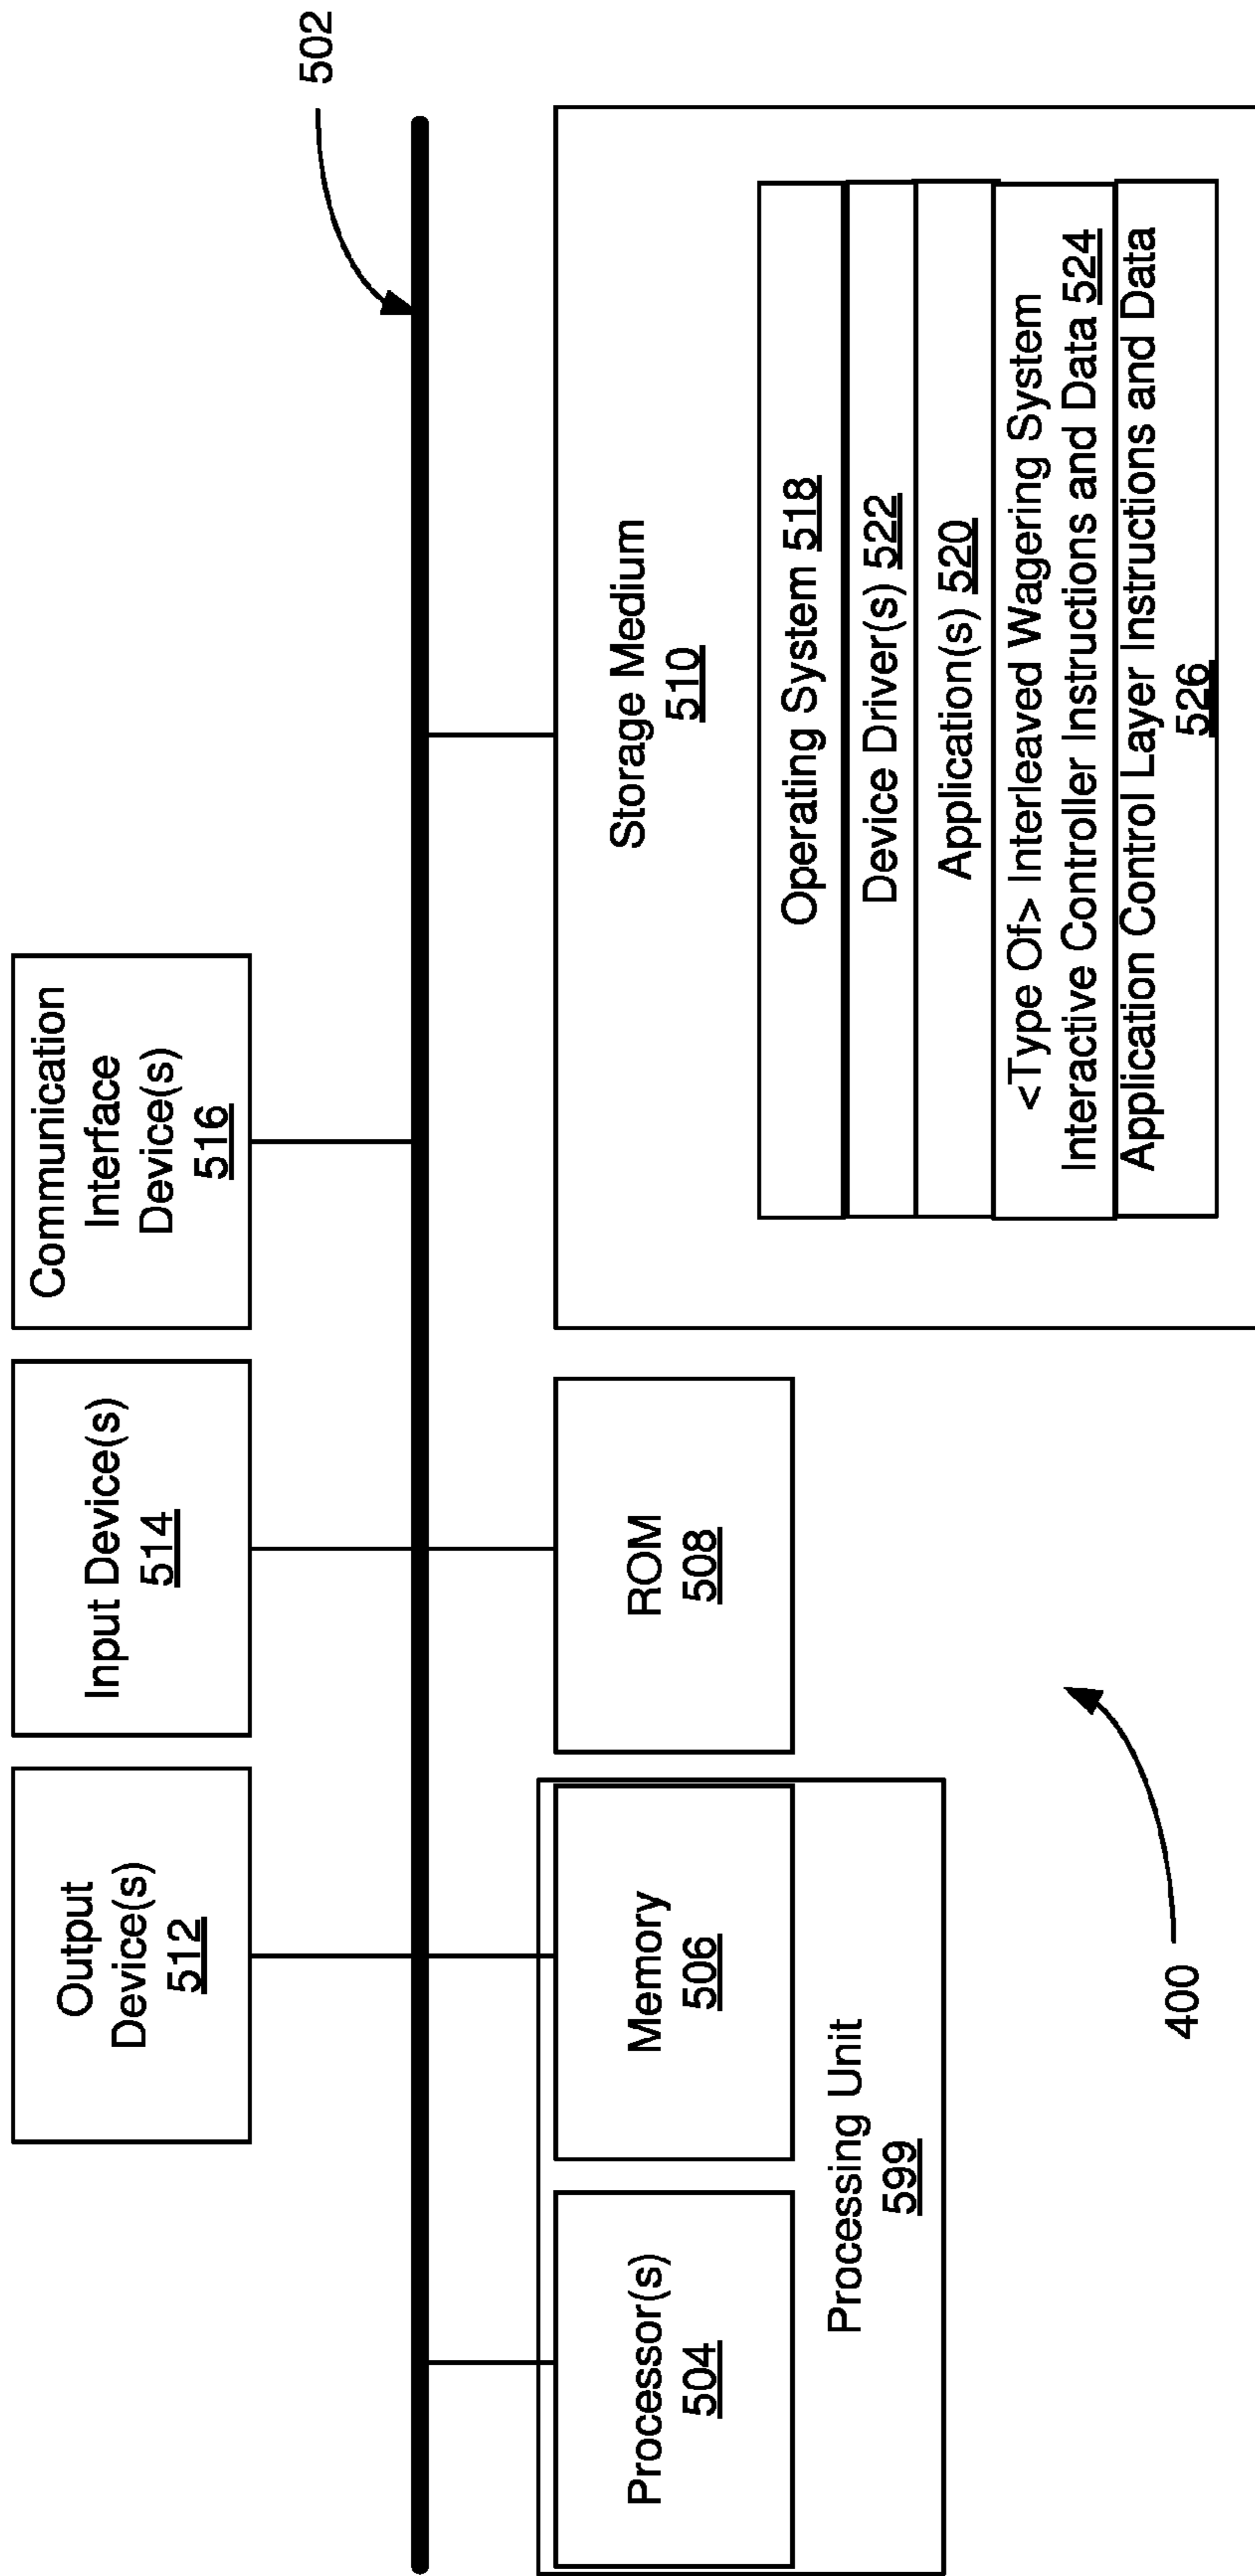 502
Output
Device(s)
512
Input Device(s)
514
Communication
Interface
Device(s)
516
Processor(s)
504
Memory
506
Processing Unit
599
ROM
508
Storage Medium
510
Operating System 518
Device Driver(s) 522
Application(s) 520
<Type Of> Interleaved Wagering System
Interactive Controller Instructions and Data 524
Application Control Layer Instructions and Data
526
400